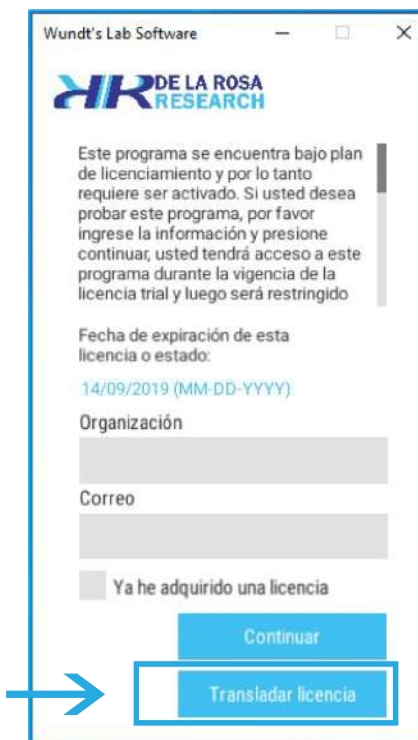 Wundt's Lab Software
DE LA ROSA
RESEARCH
Este programa se encuentra bajo plan
de licenciamiento y por lo tanto
requiere ser activado. Si usted desea
probar este programa, por favor
ingrese la información y presione
continuar, usted tendrá acceso a este
programa durante la vigencia de la
licencia trial y luego será restringido
Fecha de expiración de esta
licencia o estado:
14/09/2019 (MM-DD-YYYY)
Organización
Correo
Ya he adquirido una licencia
Continuar
Transladar licencia